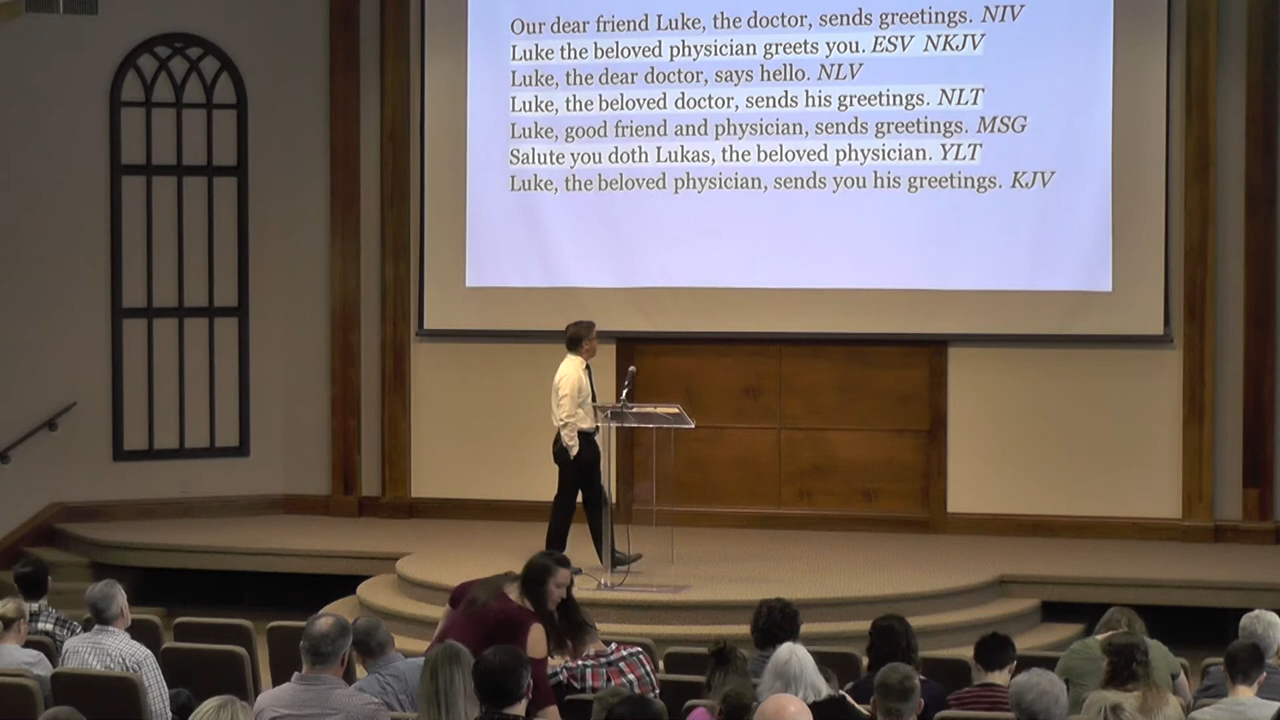 Our dear friend Luke, the doctor, sends greetings. NIV
Luke the beloved physician greets you. ESV NKJV
Luke, the dear doctor, says hello. NLV
Luke, the beloved doctor, sends his greetings. NLT
Luke, good friend and physician, sends greetings. MSG
Salute you doth Lukas, the beloved physician. YLT
Luke, the beloved physician, sends you his greetings. KJV